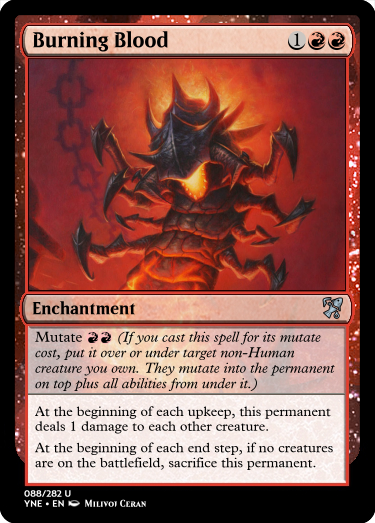 Burning Blood 1
Enchantment
Mutate (If you cast this spell for its mutate
cost, put it over or under target non-Human
creature you own. They mutate into the permanent
on top plus all abilities from under it.)
At the beginning of each upkeep, this permanent
deals 1 damage to each other creature.
At the beginning of each end step, if no creatures
are on the battlefield, sacrifice this permanent.
088/282 U
YNE • EN Milivoj Ceran